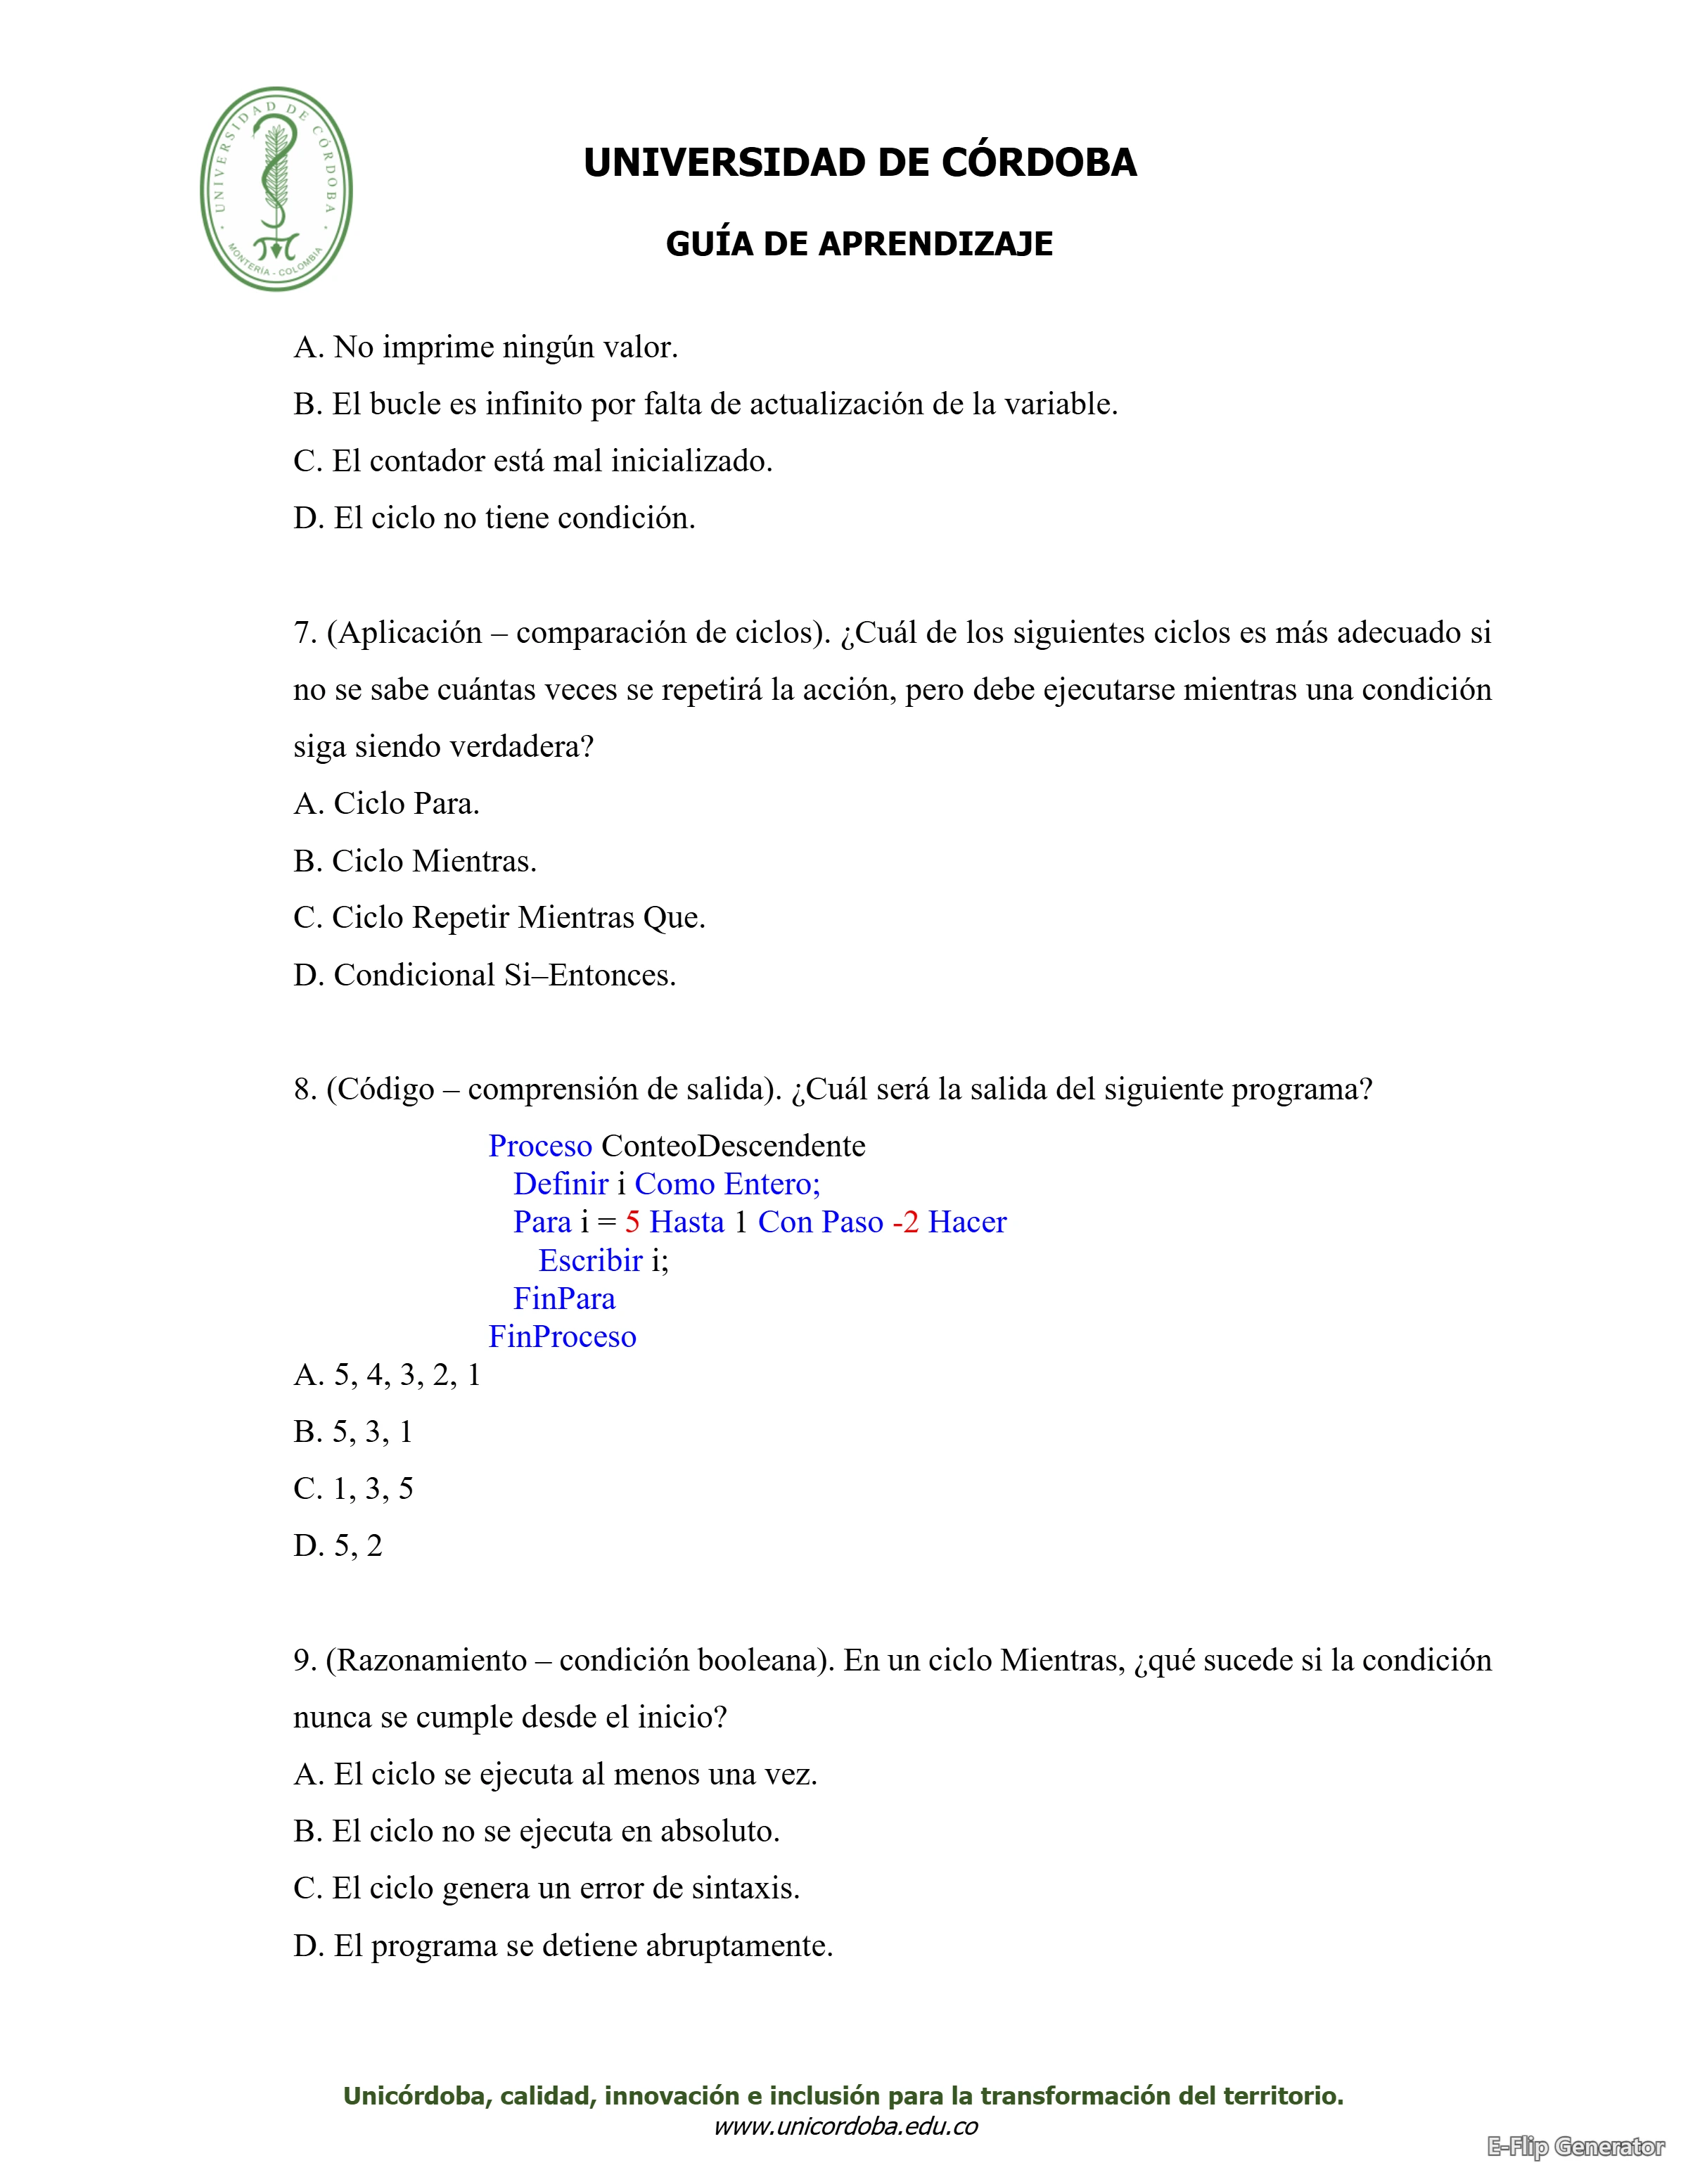 UNIVERSIDAD DE CÓRDOBA
MONTERÍA - COLOMBIA
UNIVERSIDAD DE CÓRDOBA
GUÍA DE APRENDIZAJE
A. No imprime ningún valor.
B. El bucle es infinito por falta de actualización de la variable.
C. El contador está mal inicializado.
D. El ciclo no tiene condición.
7. (Aplicación – comparación de ciclos). ¿Cuál de los siguientes ciclos es más adecuado si
no se sabe cuántas veces se repetirá la acción, pero debe ejecutarse mientras una condición
siga siendo verdadera?
A. Ciclo Para.
B. Ciclo Mientras.
C. Ciclo Repetir Mientras Que.
D. Condicional Si–Entonces.
8. (Código – comprensión de salida). ¿Cuál será la salida del siguiente programa?
Proceso ConteoDescendente
Definir i Como Entero;
Para i = 5 Hasta 1 Con Paso -2 Hacer
Escribir i;
FinPara
FinProceso
A. 5, 4, 3, 2, 1
B. 5, 3, 1
C. 1, 3, 5
D. 5, 2
9. (Razonamiento – condición booleana). En un ciclo Mientras, ¿qué sucede si la condición
nunca se cumple desde el inicio?
A. El ciclo se ejecuta al menos una vez.
B. El ciclo no se ejecuta en absoluto.
C. El ciclo genera un error de sintaxis.
D. El programa se detiene abruptamente.
Unicórdoba, calidad, innovación e inclusión para la transformación del territorio.
www.unicordoba.edu.co
E-Flip Generator